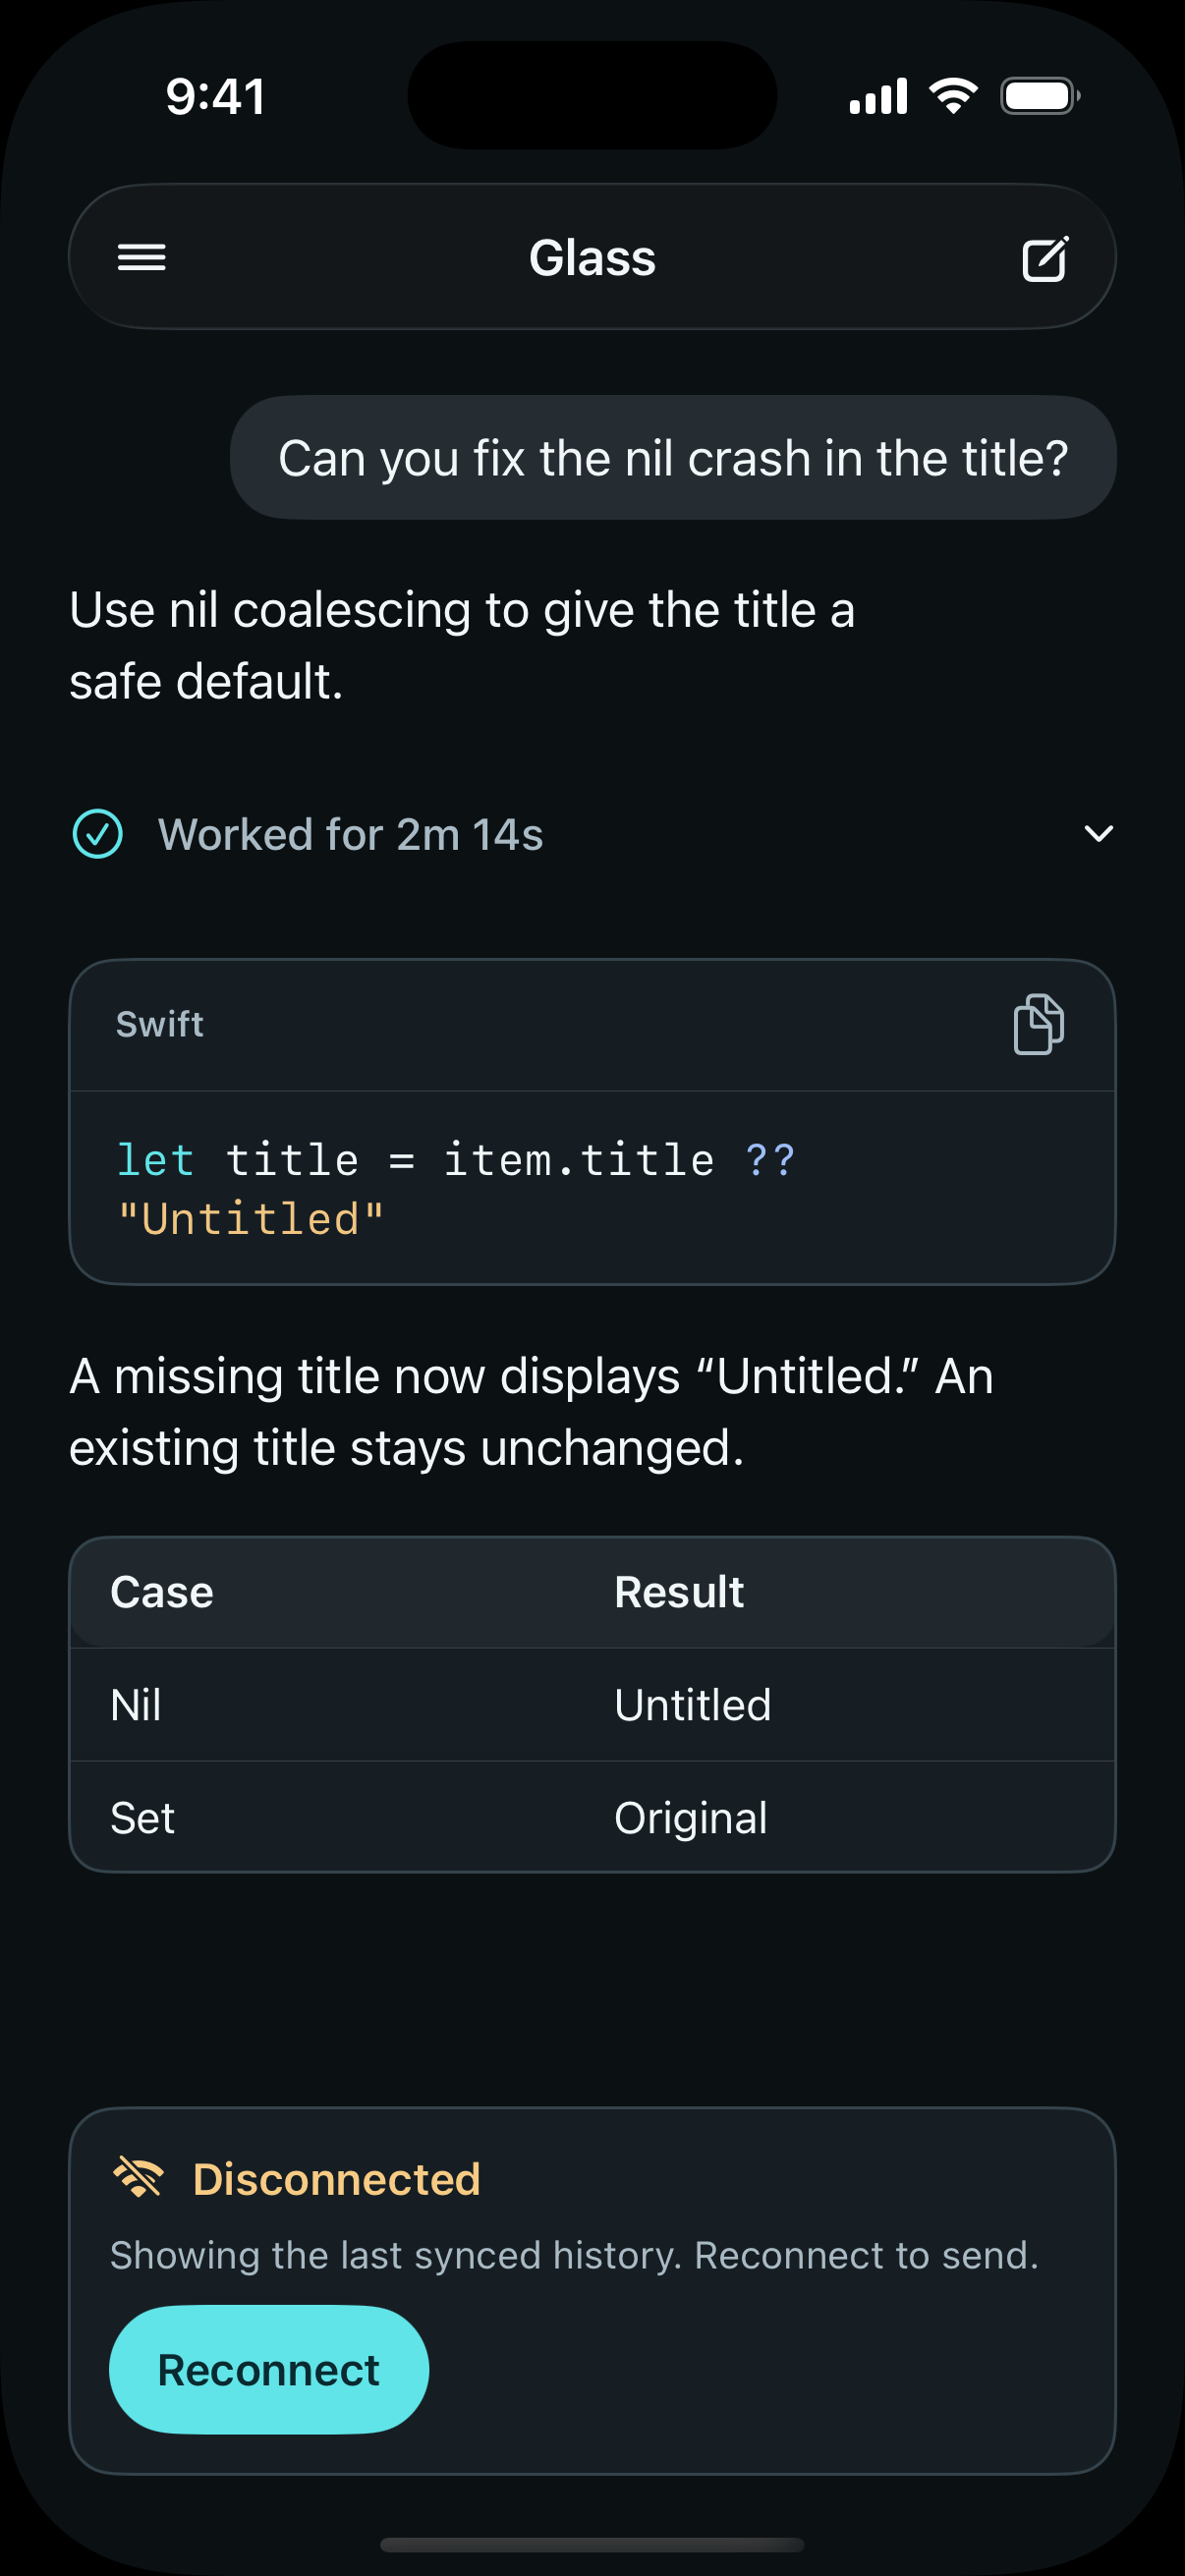 9:41
Glass
Can you fix the nil crash in the title?
Use nil coalescing to give the title a
safe default.
Worked for 2m 14s
Swift
let title = item.title ??
"Untitled"
A missing title now displays “Untitled.” An
existing title stays unchanged.
Case Result
Nil Untitled
Set Original
Disconnected
Showing the last synced history. Reconnect to send.
Reconnect